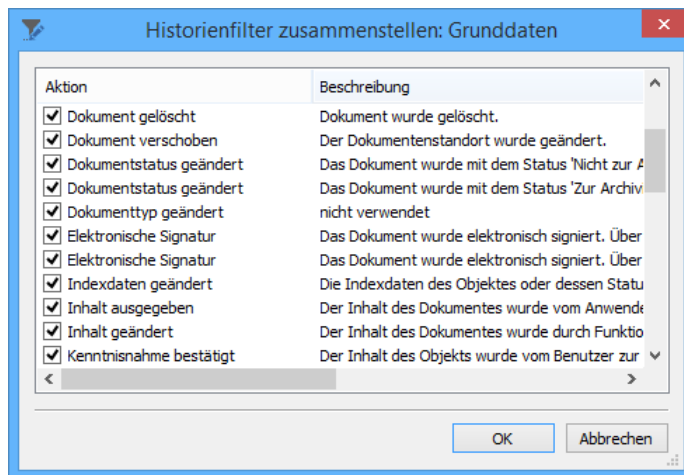 Historienfilter zusammenstellen: Grunddaten
Aktion Beschreibung
Dokument gelöscht Dokument wurde gelöscht.
Dokument verschoben Der Dokumentenstandort wurde geändert.
Dokumentstatus geändert Das Dokument wurde mit dem Status 'Nicht zur A
Dokumentstatus geändert Das Dokument wurde mit dem Status 'Zur Archiv
Dokumenttyp geändert nicht verwendet
Elektronische Signatur Das Dokument wurde elektronisch signiert. Über
Elektronische Signatur Das Dokument wurde elektronisch signiert. Über
Indexdaten geändert Die Indexdaten des Objektes oder dessen Statu
Inhalt ausgegeben Der Inhalt des Dokumentes wurde vom Anwende
Inhalt geändert Der Inhalt des Dokumentes wurde durch Funktio
Kenntnisnahme bestätigt Der Inhalt des Objekts wurde vom Benutzer zur
OK Abbrechen